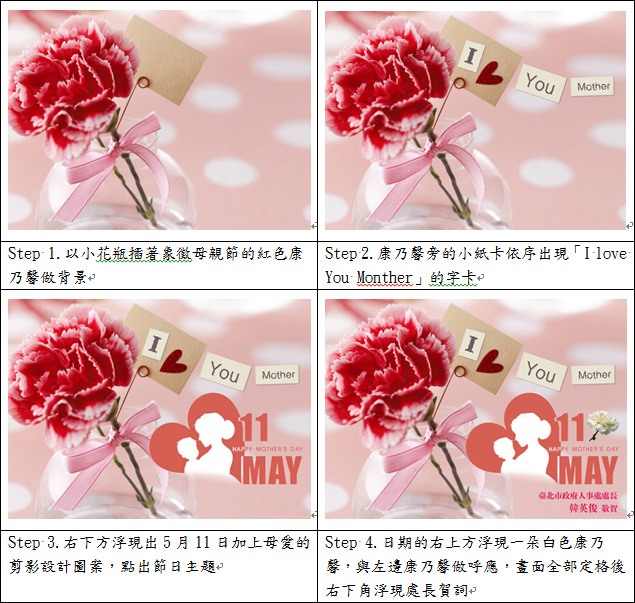 I
You
Mother
Step 1.以小花瓶插著象徵母親節的紅色康
乃馨做背景
Step 2.康乃馨旁的小紙卡依序出現「I love
You Monther」的字卡
I
You
Mother
11
HAPPY MOTHER'S DAY
MAY
I
You
Mother
11
HAPPY MOTHER'S DAY
MAY
臺北市政府人事處處長
韓英俊 敬賀
Step 3.右下方浮現出5月11日加上母愛的
剪影設計圖案，點出節日主題
Step 4.日期的右上方浮現一朵白色康乃
馨，與左邊康乃馨做呼應，畫面全部定格後
右下角浮現處長賀詞